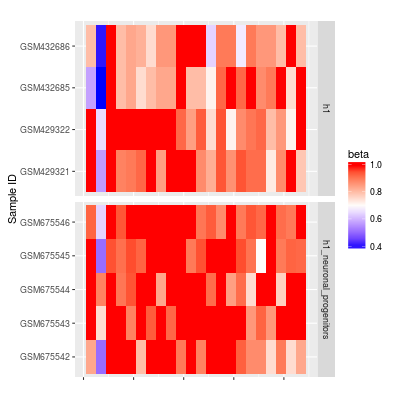 GSM432686
GSM432685
GSM429322
GSM429321
h1
GSM675546
GSM675545
GSM675544
GSM675543
GSM675542
h1_neuronal_progenitors
Sample ID
beta
1.0
0.8
0.6
0.4